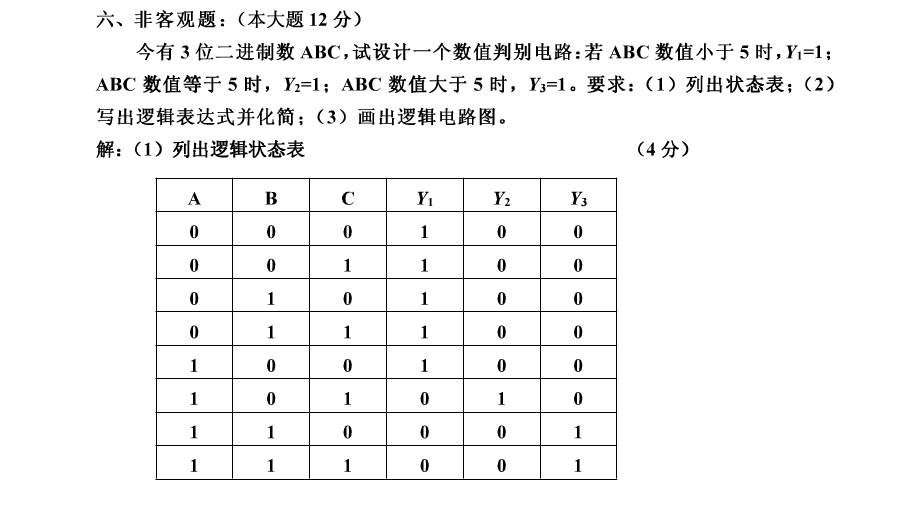 六、非客观题：（本大题 12 分）
今有 3 位二进制数 ABC，试设计一个数值判别电路：若 ABC 数值小于 5 时，Y1=1；
ABC 数值等于 5 时，Y2=1；ABC 数值大于 5 时，Y3=1。要求：（1）列出状态表；（2）
写出逻辑表达式并化简；（3）画出逻辑电路图。
解：（1）列出逻辑状态表 （4 分）
A B C Y1 Y2 Y3
0 0 0 1 0 0
0 0 1 1 0 0
0 1 0 1 0 0
0 1 1 1 0 0
1 0 0 1 0 0
1 0 1 0 1 0
1 1 0 0 0 1
1 1 1 0 0 1